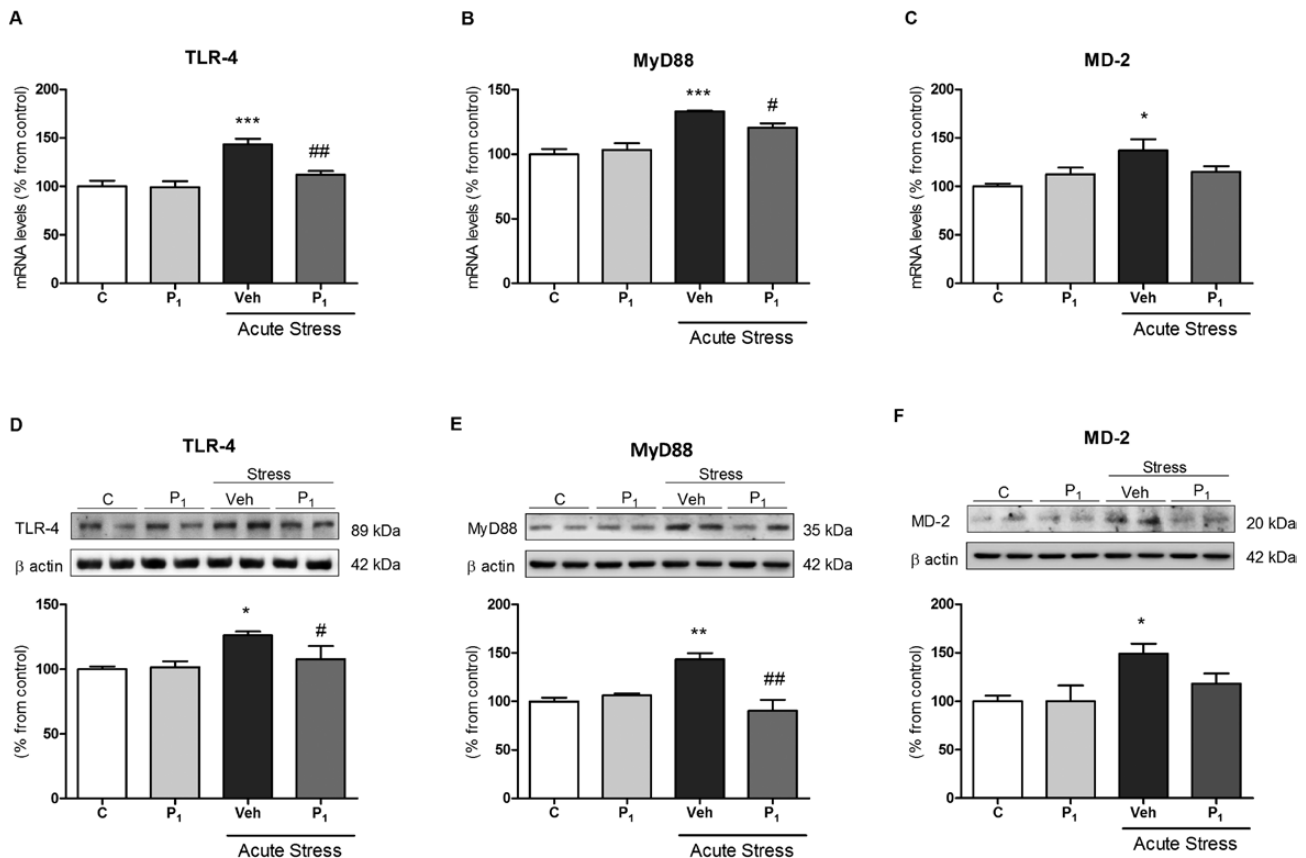 A
TLR-4
mRNA levels (% from control)
200
150
100
50
0
***
##
C P₁ Veh P₁
Acute Stress
B
MyD88
mRNA levels (% from control)
150
100
50
0
***
#
C P₁ Veh P₁
Acute Stress
C
MD-2
mRNA levels (% from control)
200
150
100
50
0
*
C P₁ Veh P₁
Acute Stress
D
TLR-4
Stress
C P₁ Veh P₁
TLR-4 89 kDa
β actin 42 kDa
(% from control)
150
100
50
0
*
#
C P₁ Veh P₁
Acute Stress
E
MyD88
Stress
C P₁ Veh P₁
MyD88 35 kDa
β actin 42 kDa
(% from control)
200
150
100
50
0
**
##
C P₁ Veh P₁
Acute Stress
F
MD-2
Stress
C P₁ Veh P₁
MD-2 20 kDa
β actin 42 kDa
(% from control)
200
150
100
50
0
*
C P₁ Veh P₁
Acute Stress